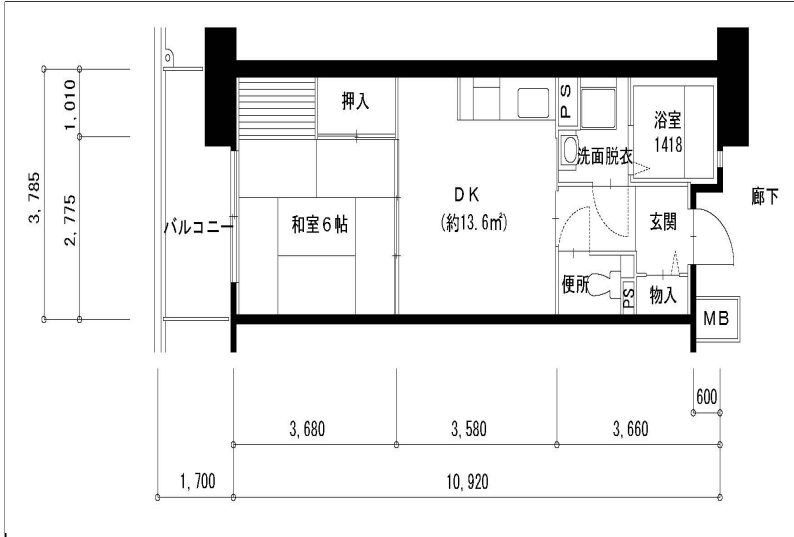 1,010
3,785
2,775
バルコニー
押入
和室6帖
DK
(約13.6㎡)
PS
洗面脱衣
浴室
1418
玄関
廊下
便所
PS
物入
MB
600
3,680
3,580
3,660
1,700
10,920